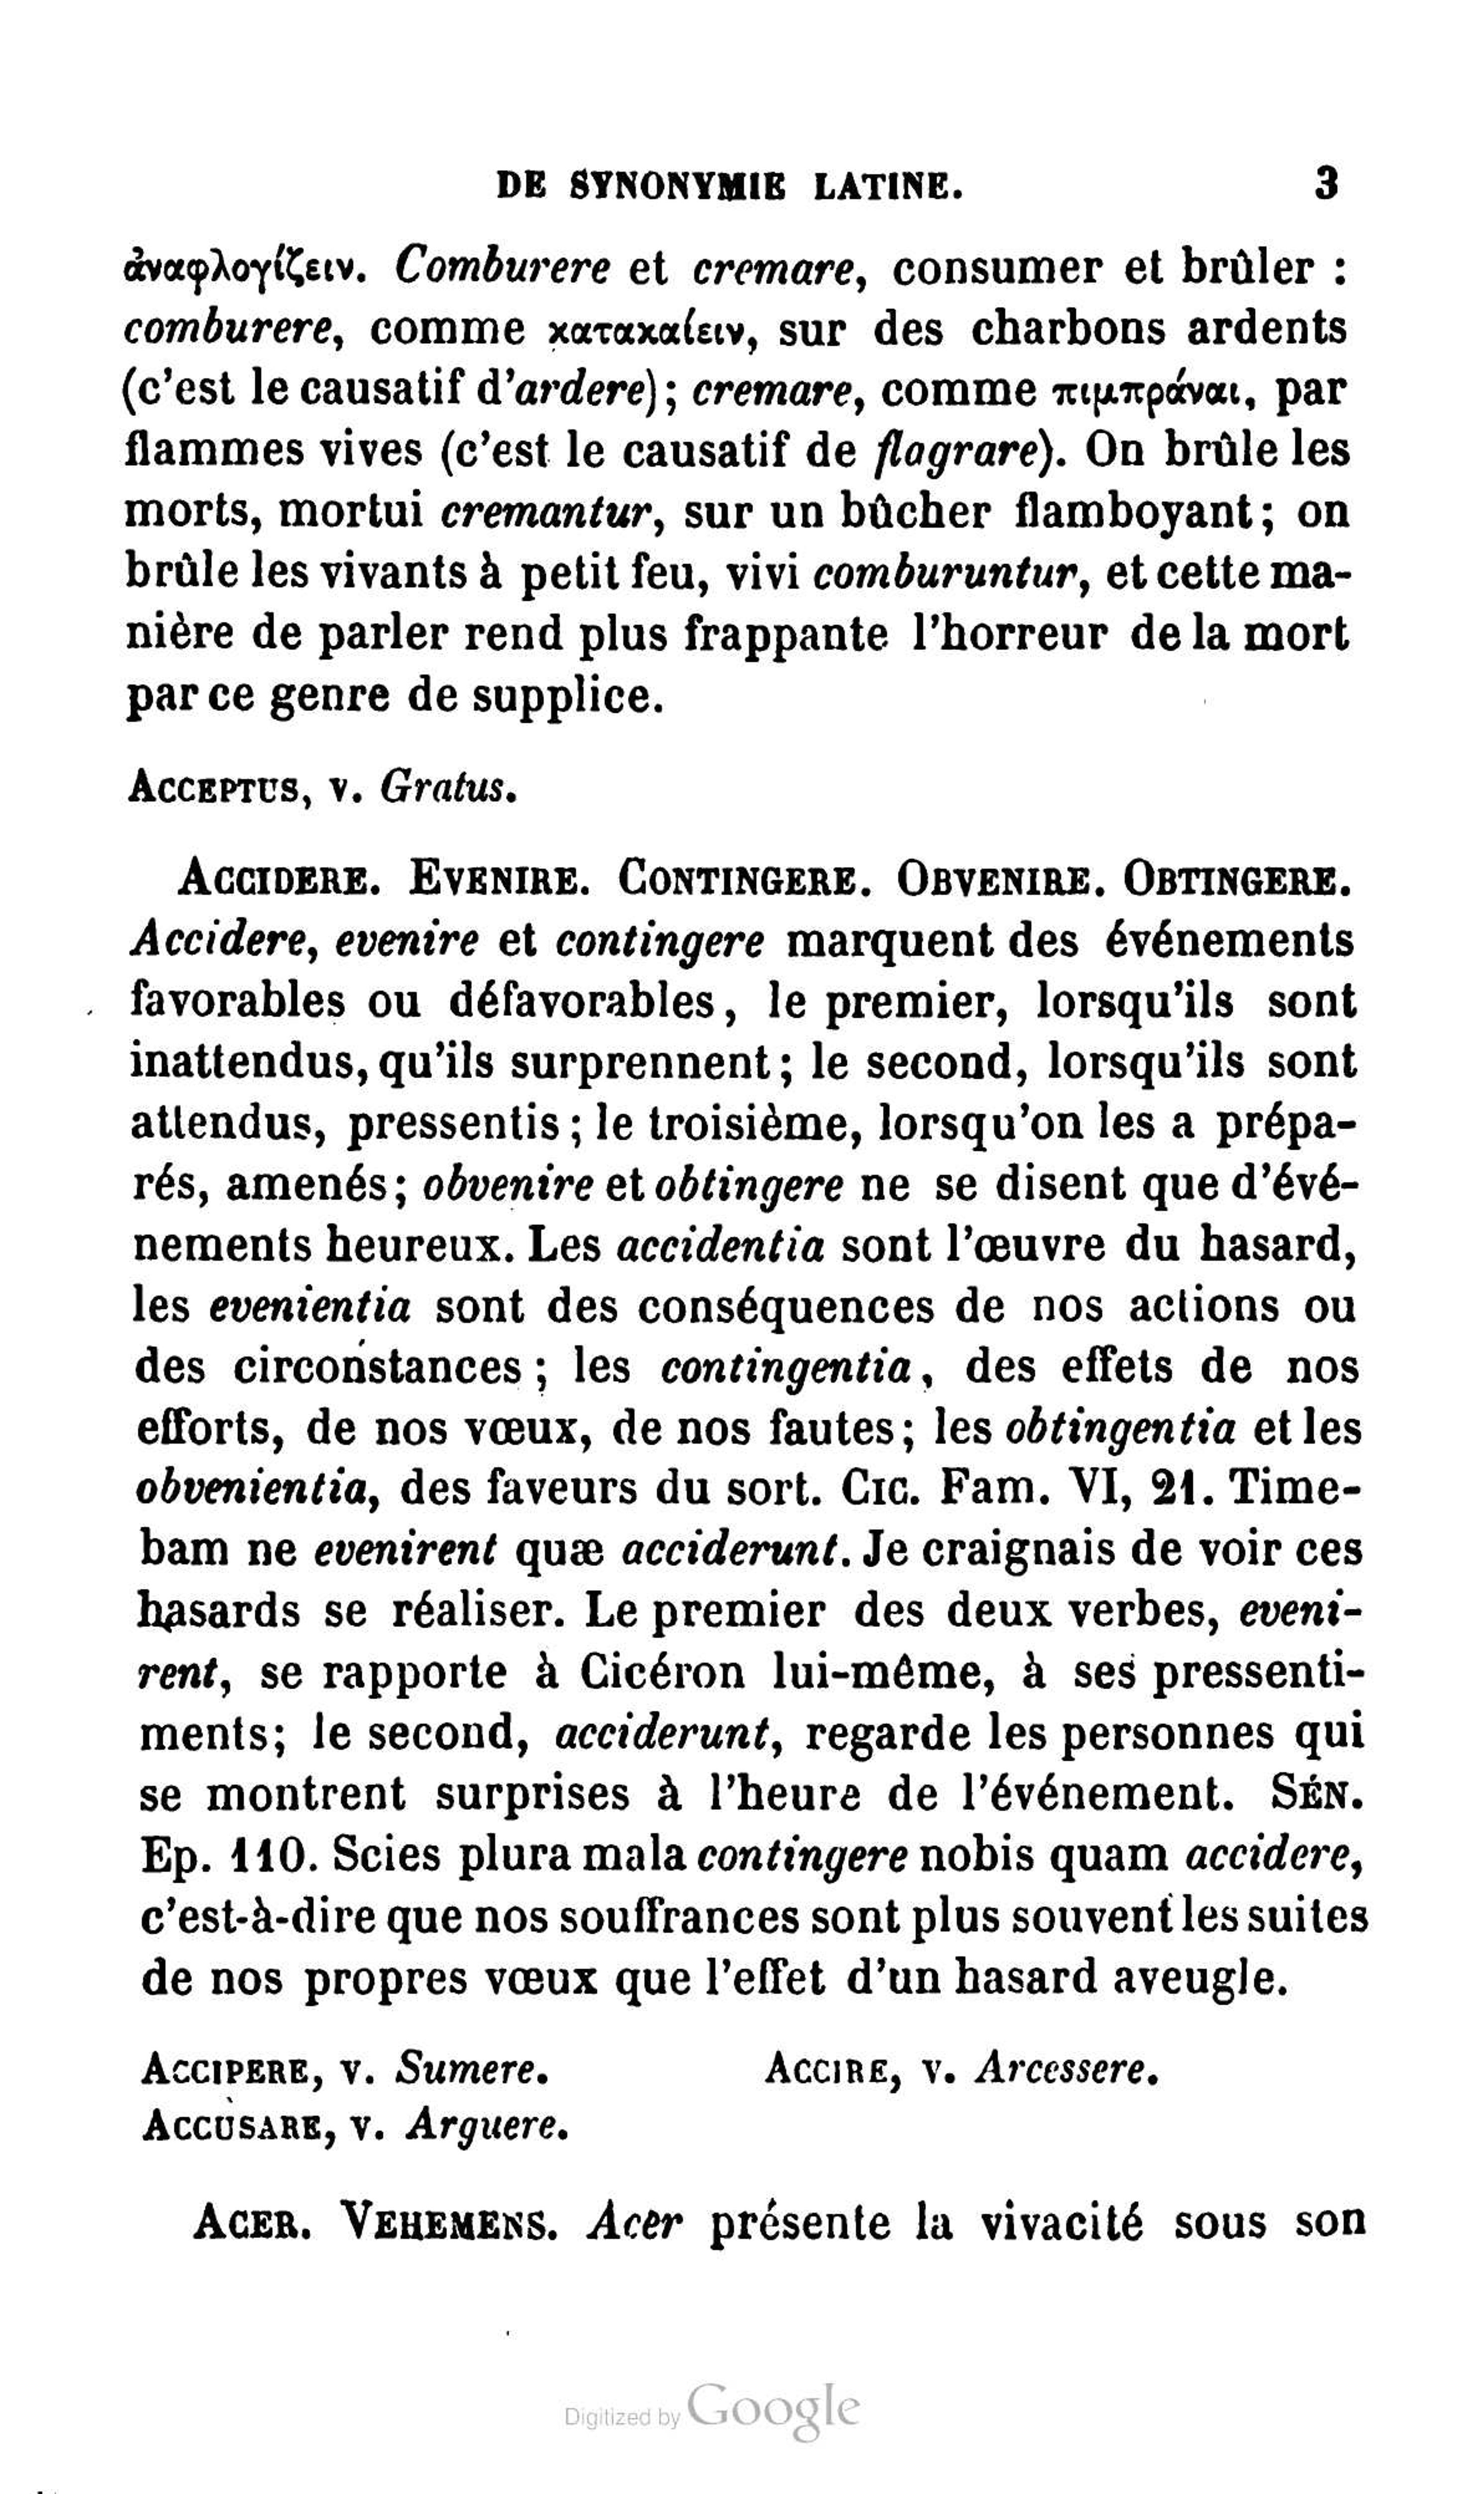 DE SYNONYMIE LATINE. 3
ἀναφλογίζειν. Comburere et cremare, consumer et brûler :
comburere, comme κατακαίειν, sur des charbons ardents
(c'est le causatif d'ardere); cremare, comme πιμπράναι, par
flammes vives (c'est le causatif de flagrare). On brûle les
morts, mortui cremantur, sur un bûcher flamboyant; on
brûle les vivants à petit feu, vivi comburuntur, et cette ma-
nière de parler rend plus frappante l'horreur de la mort
par ce genre de supplice.
ACCEPTUS, v. Gratus.
ACCIDERE. EVENIRE. CONTINGERE. OBVENIRE. OBTINGERE.
Accidere, evenire et contingere marquent des événements
favorables ou défavorables, le premier, lorsqu'ils sont
inattendus, qu'ils surprennent; le second, lorsqu'ils sont
attendus, pressentis; le troisième, lorsqu'on les a prépa-
rés, amenés; obvenire et obtingere ne se disent que d'évé-
nements heureux. Les accidentia sont l'œuvre du hasard,
les evenientia sont des conséquences de nos actions ou
des circonstances; les contingentia, des effets de nos
efforts, de nos vœux, de nos fautes; les obtingentia et les
obvenientia, des faveurs du sort. CIC. Fam. VI, 21. Time-
bam ne evenirent quæ acciderunt. Je craignais de voir ces
hasards se réaliser. Le premier des deux verbes, eveni-
rent, se rapporte à Cicéron lui-même, à ses pressenti-
ments; le second, acciderunt, regarde les personnes qui
se montrent surprises à l'heure de l'événement. SÉN.
Ep. 110. Scies plura mala contingere nobis quam accidere,
c'est-à-dire que nos souffrances sont plus souvent les suites
de nos propres vœux que l'effet d'un hasard aveugle.
ACCIPERE, v. Sumere. ACCIRE, v. Arcessere.
ACCUSARE, v. Arguere.
ACER. VEHEMENS. Acer présente la vivacité sous son
Digitized by Google